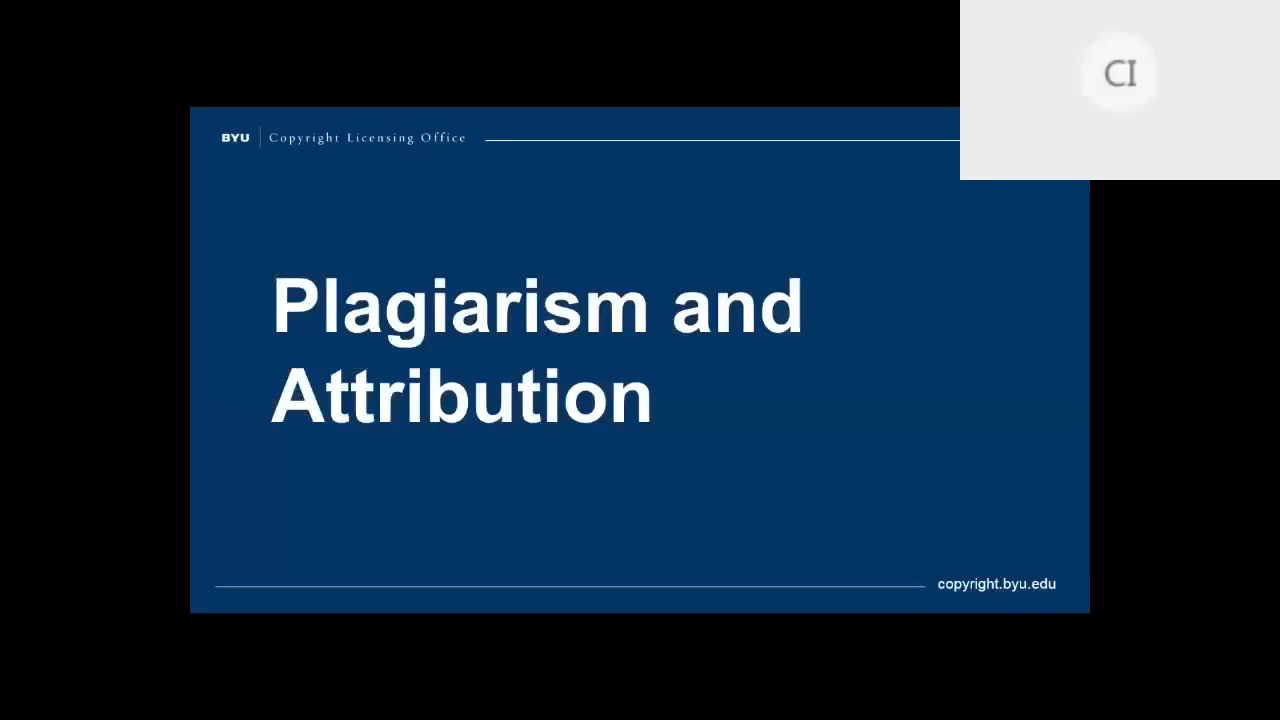 CI
BYU Copyright Licensing Office
Plagiarism and
Attribution
copyright.byu.edu